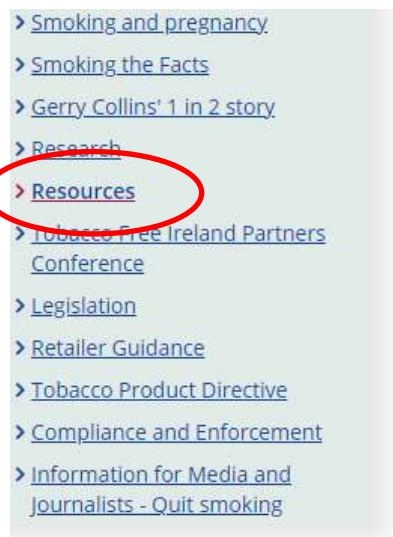 > Smoking and pregnancy
> Smoking the Facts
> Gerry Collins' 1 in 2 story
> Research
> Resources
> Tobacco Free Ireland Partners
Conference
> Legislation
> Retailer Guidance
> Tobacco Product Directive
> Compliance and Enforcement
> Information for Media and
Journalists - Quit smoking